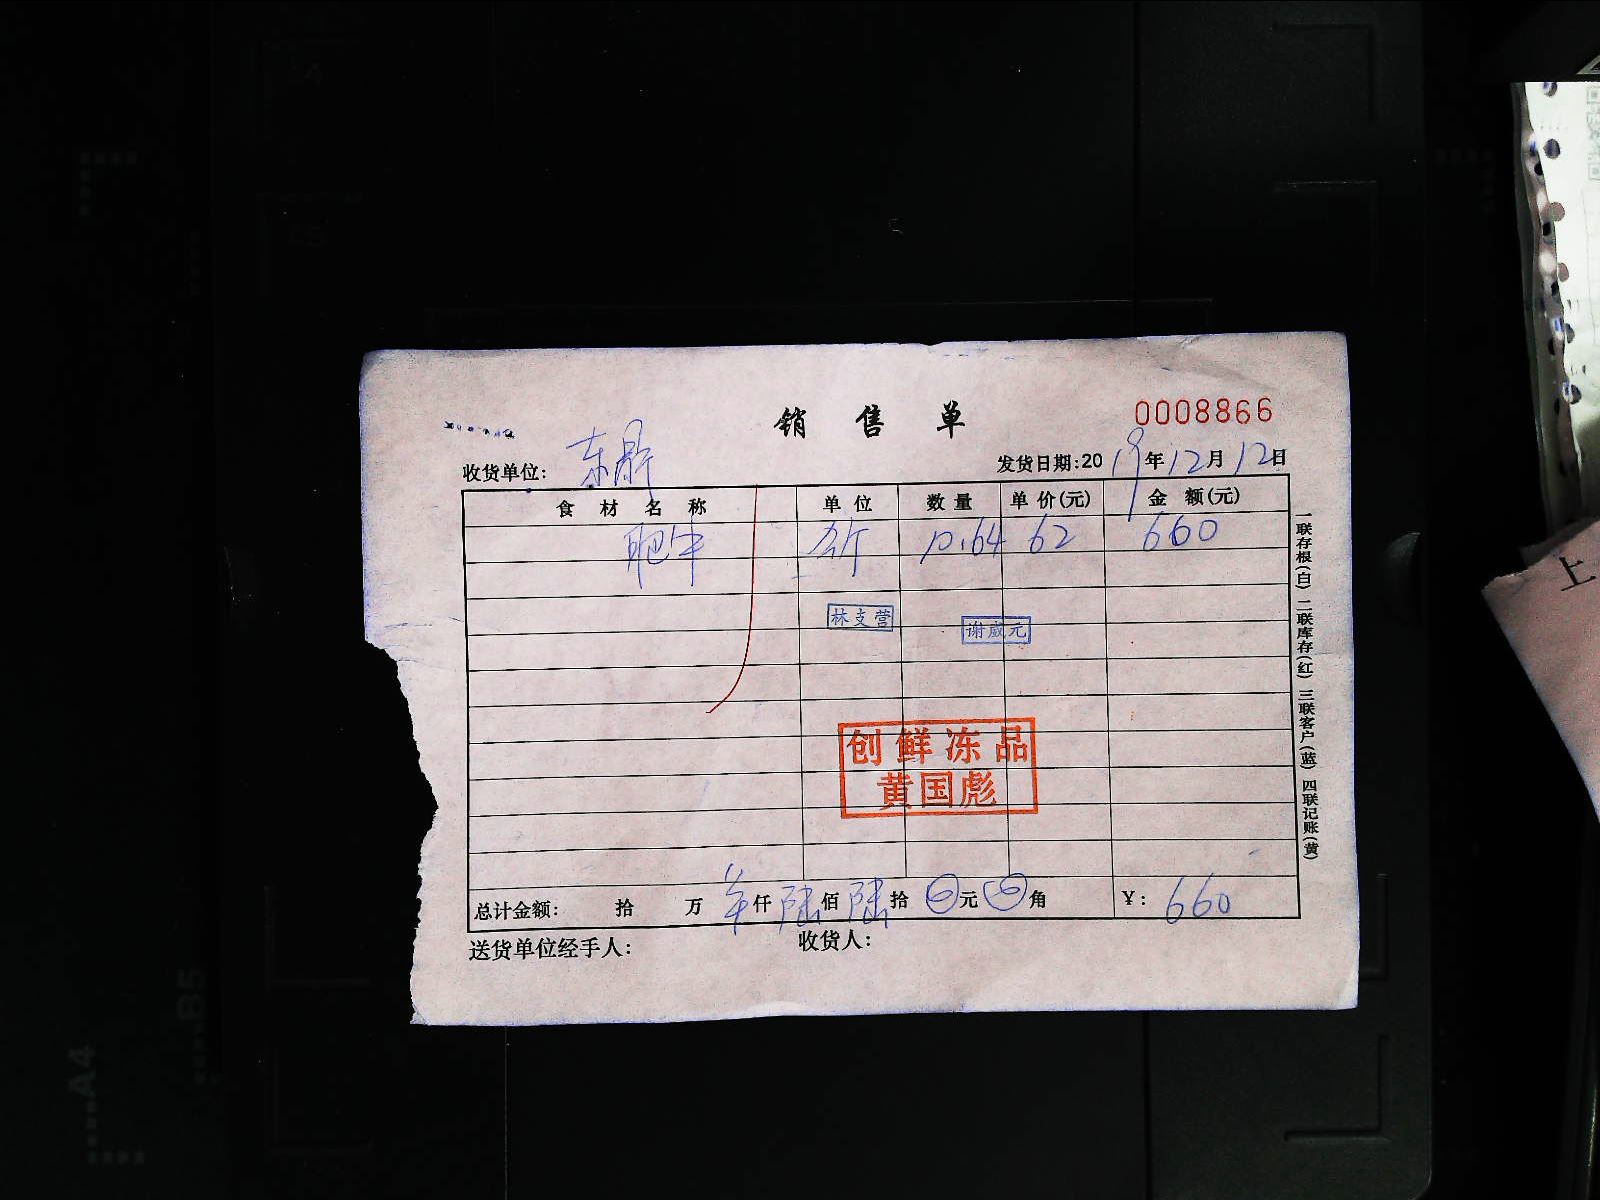 销售单
0008866
收货单位: 东鼎
发货日期:2019年12月12日
食材名称 单位 数量 单价(元) 金额(元)
肥牛 斤 10.64 62 660
林支营 谢威元
创鲜冻品
黄国彪
总计金额: 拾 万 仟 陆佰 陆拾 0元 0角 ¥: 660
送货单位经手人: 收货人:
一联存根(白) 二联库存(红) 三联客户(蓝) 四联记账(黄)
上
A4
B5